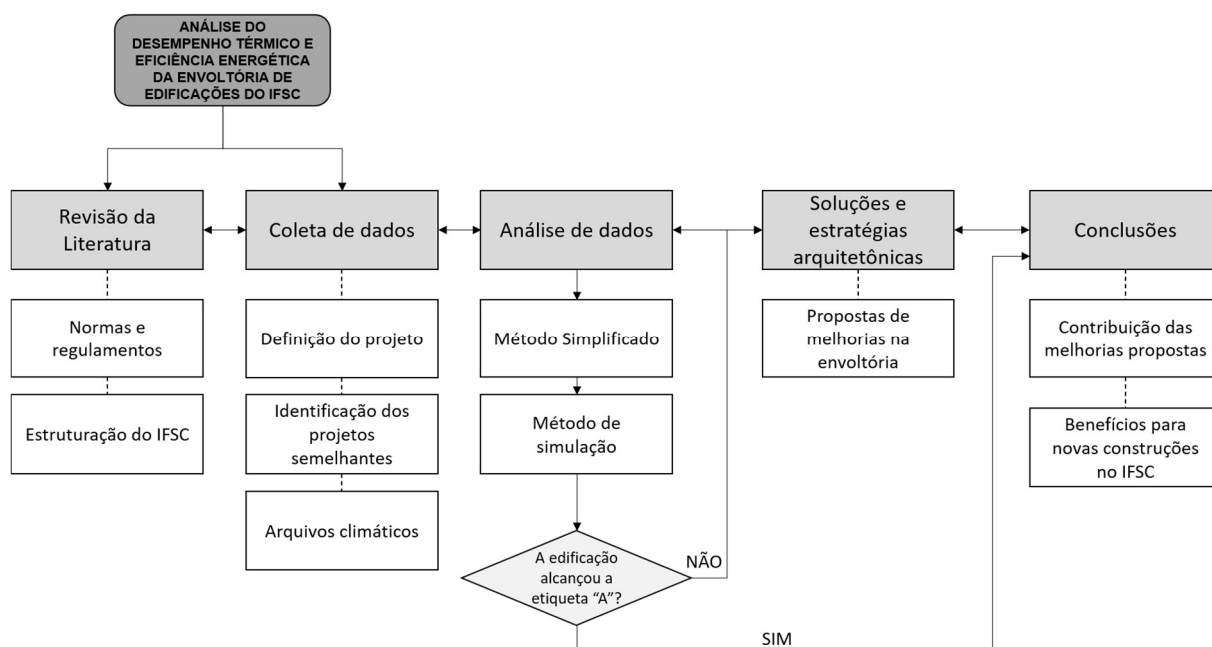 ANÁLISE DO
DESEMPENHO TÉRMICO E
EFICIÊNCIA ENERGÉTICA
DA ENVOLTÓRIA DE
EDIFICAÇÕES DO IFSC
Revisão da
Literatura
Coleta de dados
Análise de dados
Soluções e
estratégias
arquitetônicas
Conclusões
Normas e
regulamentos
Estruturação do IFSC
Definição do projeto
Identificação dos
projetos
semelhantes
Arquivos climáticos
Método Simplificado
Método de
simulação
A edificação
alcançou a
etiqueta “A”?
NÃO
SIM
Propostas de
melhorias na
envoltória
Contribuição das
melhorias propostas
Benefícios para
novas construções
no IFSC